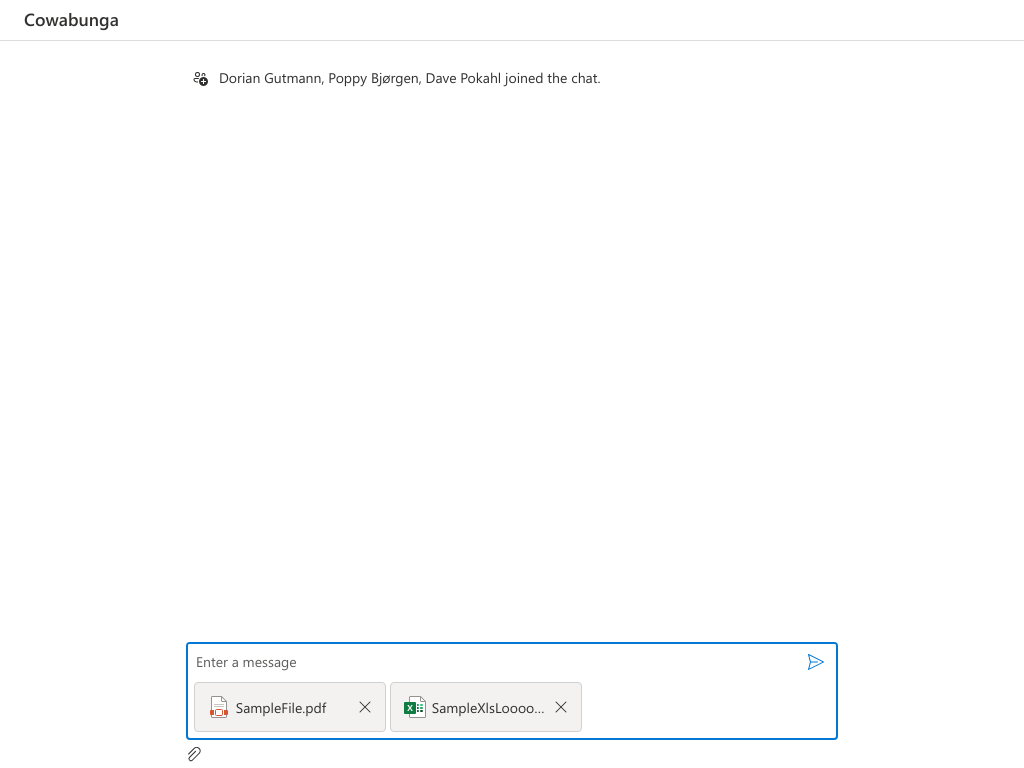 Cowabunga
Dorian Gutmann, Poppy Bjørgen, Dave Pokahl joined the chat.
Enter a message
SampleFile.pdf
SampleXlsLoooo...